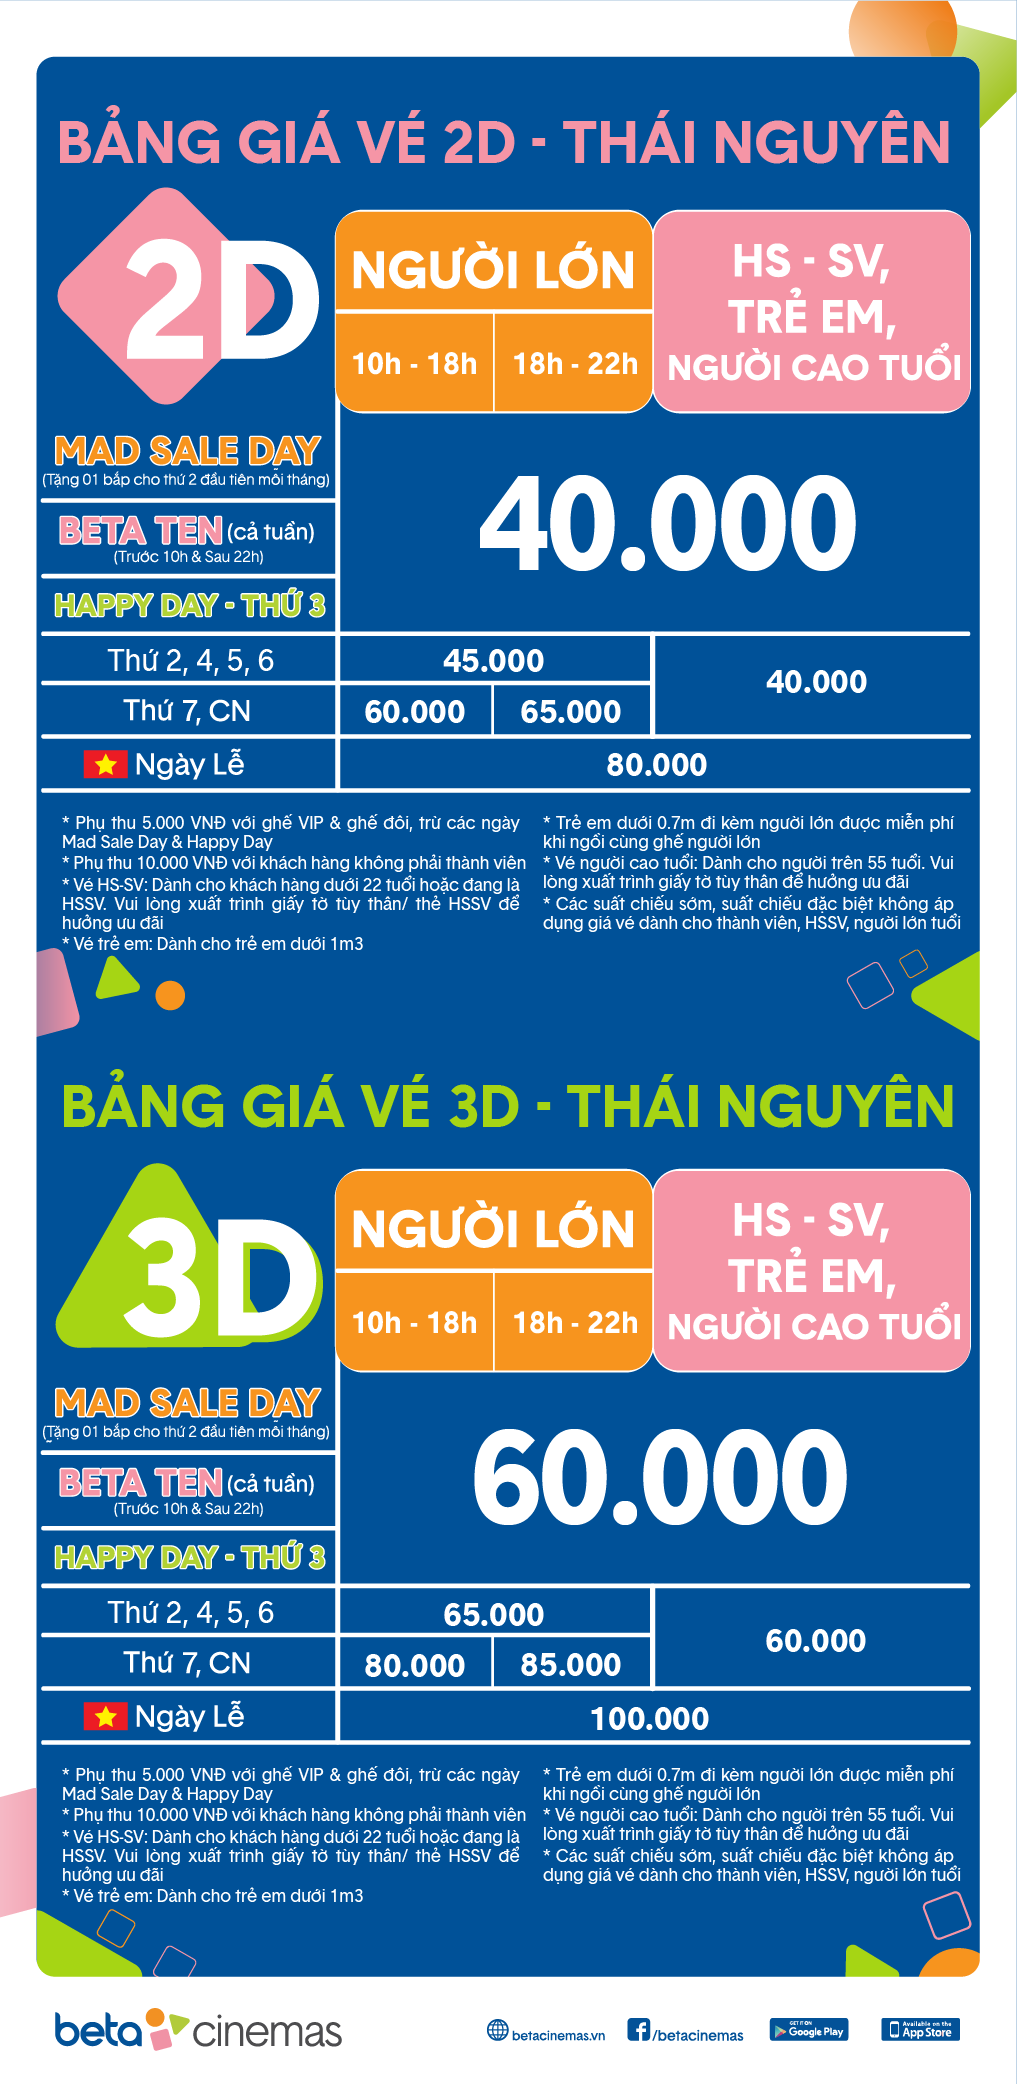 BẢNG GIÁ VÉ 2D - THÁI NGUYÊN
2D
NGƯỜI LỚN
10h - 18h
18h - 22h
HS - SV,
TRẺ EM,
NGƯỜI CAO TUỔI
MAD SALE DAY
(Tặng 01 bắp cho thứ 2 đầu tiên mỗi tháng)
BETA TEN (cả tuần)
(Trước 10h & Sau 22h)
HAPPY DAY - THỨ 3
40.000
Thứ 2, 4, 5, 6
45.000
40.000
Thứ 7, CN
60.000
65.000
Ngày Lễ
80.000
* Phụ thu 5.000 VNĐ với ghế VIP & ghế đôi, trừ các ngày
Mad Sale Day & Happy Day
* Phụ thu 10.000 VNĐ với khách hàng không phải thành viên
* Vé HS-SV: Dành cho khách hàng dưới 22 tuổi hoặc đang là
HSSV. Vui lòng xuất trình giấy tờ tùy thân/ thẻ HSSV để
hưởng ưu đãi
* Vé trẻ em: Dành cho trẻ em dưới 1m3
* Trẻ em dưới 0.7m đi kèm người lớn được miễn phí
khi ngồi cùng ghế người lớn
* Vé người cao tuổi: Dành cho người trên 55 tuổi. Vui
lòng xuất trình giấy tờ tùy thân để hưởng ưu đãi
* Các suất chiếu sớm, suất chiếu đặc biệt không áp
dụng giá vé dành cho thành viên, HSSV, người lớn tuổi
BẢNG GIÁ VÉ 3D - THÁI NGUYÊN
3D
NGƯỜI LỚN
10h - 18h
18h - 22h
HS - SV,
TRẺ EM,
NGƯỜI CAO TUỔI
MAD SALE DAY
(Tặng 01 bắp cho thứ 2 đầu tiên mỗi tháng)
BETA TEN (cả tuần)
(Trước 10h & Sau 22h)
HAPPY DAY - THỨ 3
60.000
Thứ 2, 4, 5, 6
65.000
60.000
Thứ 7, CN
80.000
85.000
Ngày Lễ
100.000
* Phụ thu 5.000 VNĐ với ghế VIP & ghế đôi, trừ các ngày
Mad Sale Day & Happy Day
* Phụ thu 10.000 VNĐ với khách hàng không phải thành viên
* Vé HS-SV: Dành cho khách hàng dưới 22 tuổi hoặc đang là
HSSV. Vui lòng xuất trình giấy tờ tùy thân/ thẻ HSSV để
hưởng ưu đãi
* Vé trẻ em: Dành cho trẻ em dưới 1m3
* Trẻ em dưới 0.7m đi kèm người lớn được miễn phí
khi ngồi cùng ghế người lớn
* Vé người cao tuổi: Dành cho người trên 55 tuổi. Vui
lòng xuất trình giấy tờ tùy thân để hưởng ưu đãi
* Các suất chiếu sớm, suất chiếu đặc biệt không áp
dụng giá vé dành cho thành viên, HSSV, người lớn tuổi
beta cinemas
betacinemas.vn
/betacinemas
GET IT ON
Google Play
Available on the
App Store